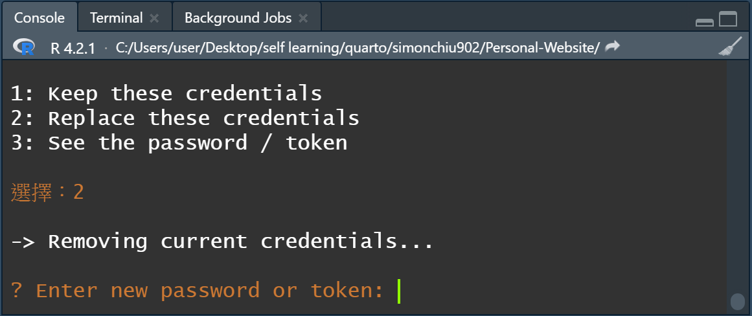 Console Terminal Background Jobs
R R 4.2.1 · C:/Users/user/Desktop/self learning/quarto/simonchiu902/Personal-Website/
1: Keep these credentials
2: Replace these credentials
3: See the password / token
選擇：2
-> Removing current credentials...
? Enter new password or token: